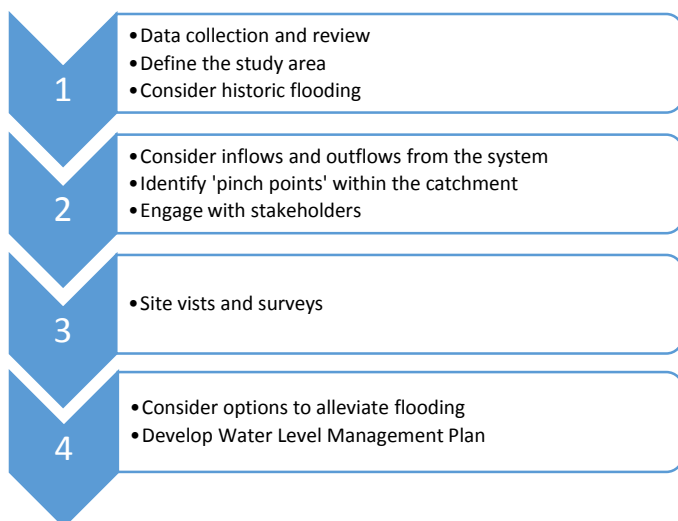 1
•Data collection and review
•Define the study area
•Consider historic flooding
2
•Consider inflows and outflows from the system
•Identify 'pinch points' within the catchment
•Engage with stakeholders
3
•Site vists and surveys
4
•Consider options to alleviate flooding
•Develop Water Level Management Plan